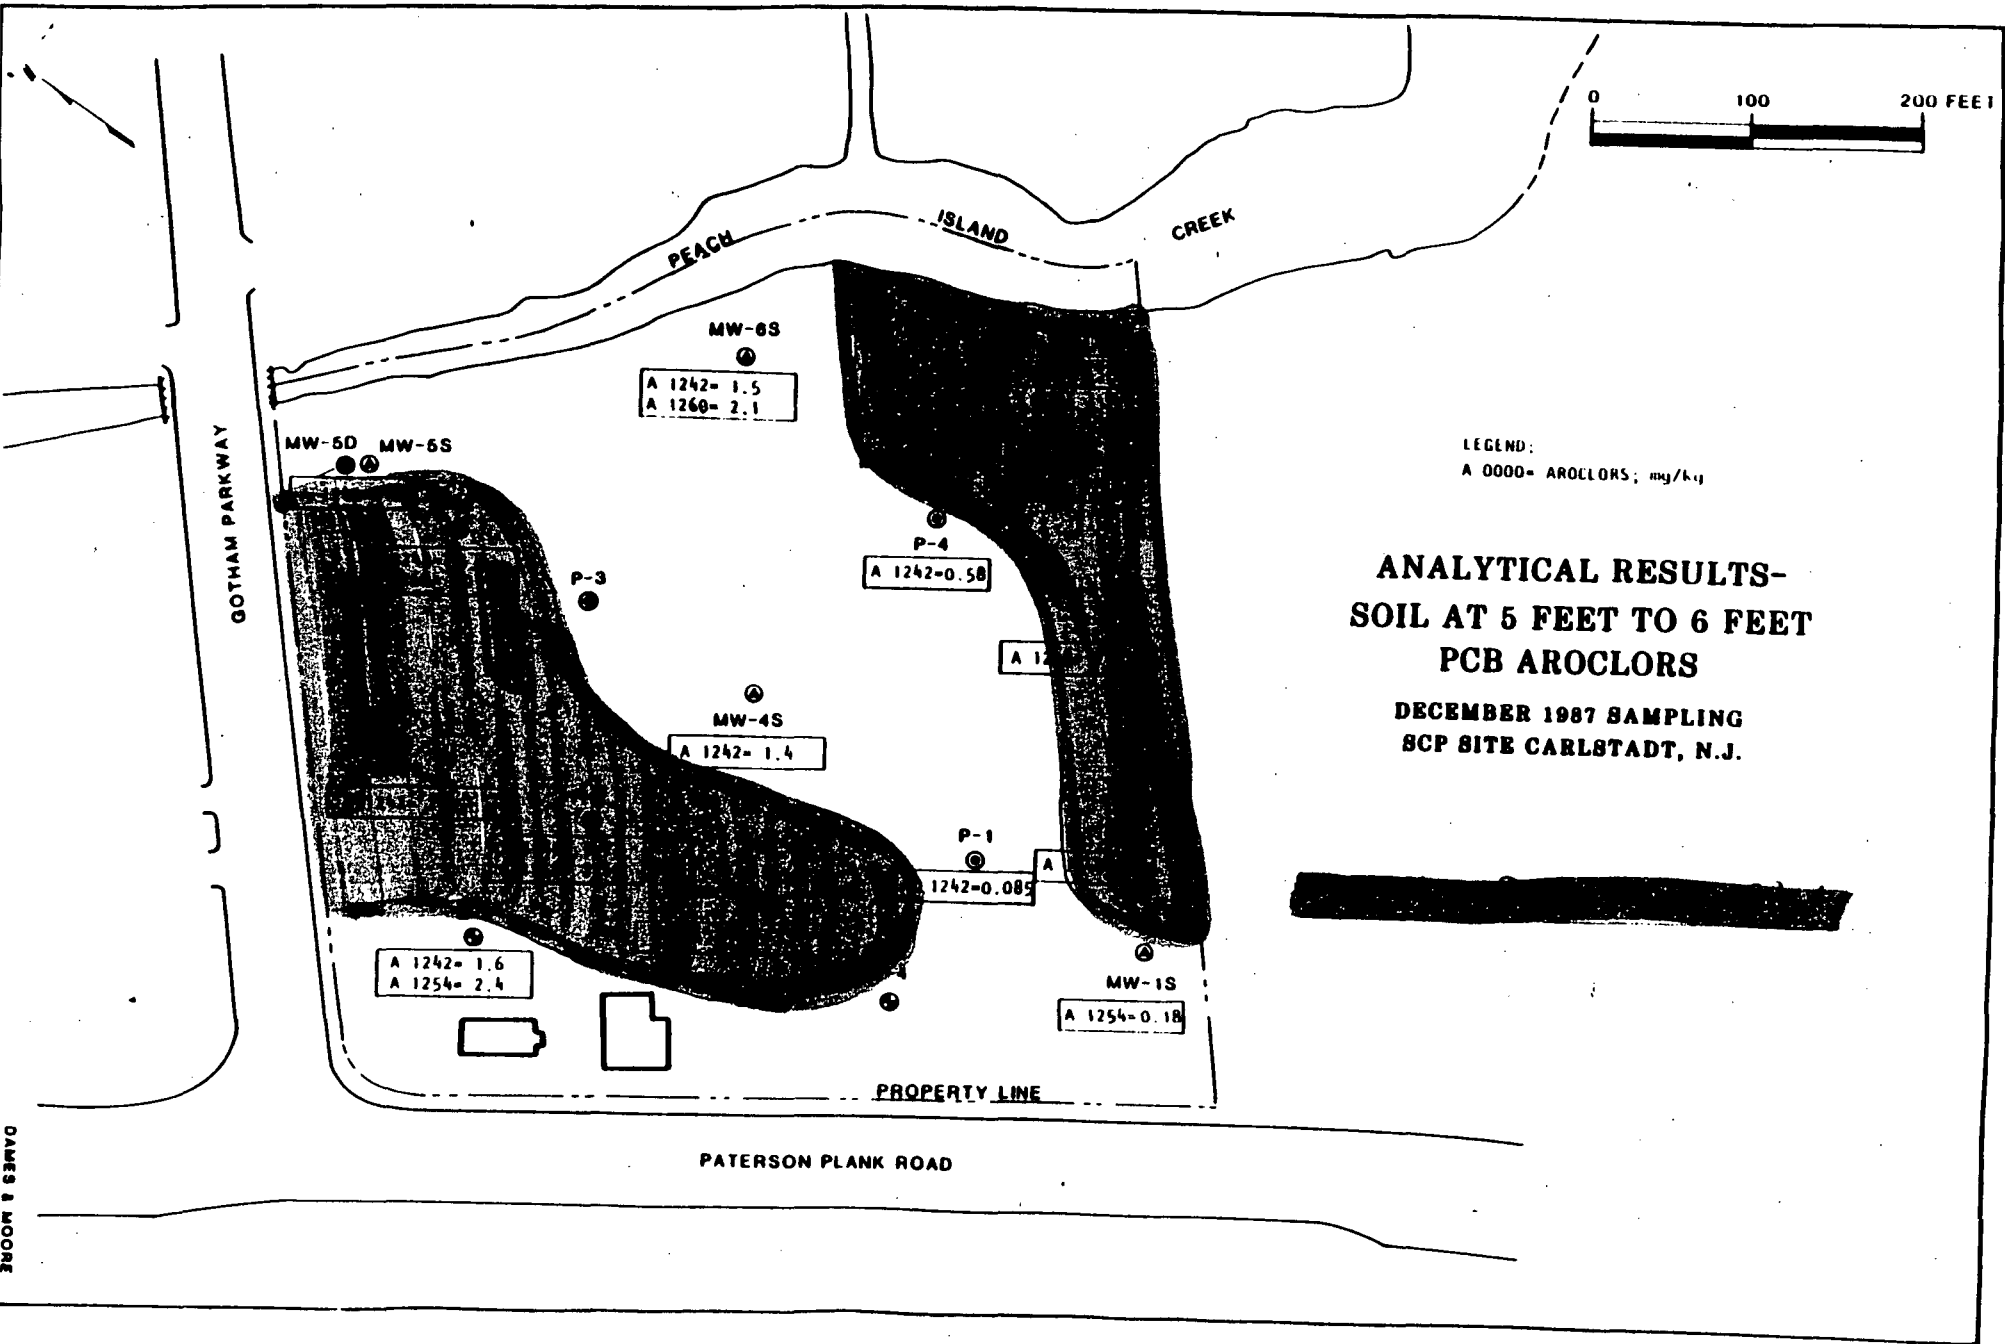 0 100 200 FEET
PEACH ISLAND CREEK
MW-6S
A 1242= 1.5
A 1260= 2.1
MW-5D MW-5S
GOTHAM PARKWAY
LEGEND:
A 0000= AROCLORS; mg/kg
P-4
A 1242=0.58
P-3
ANALYTICAL RESULTS-
SOIL AT 5 FEET TO 6 FEET
PCB AROCLORS
A 12
MW-4S
A 1242= 1.4
DECEMBER 1987 SAMPLING
SCP SITE CARLSTADT, N.J.
P-1
1242=0.085
A
A 1242= 1.6
A 1254= 2.4
MW-1S
A 1254=0.18
PROPERTY LINE
PATERSON PLANK ROAD
DAMES & MOORE